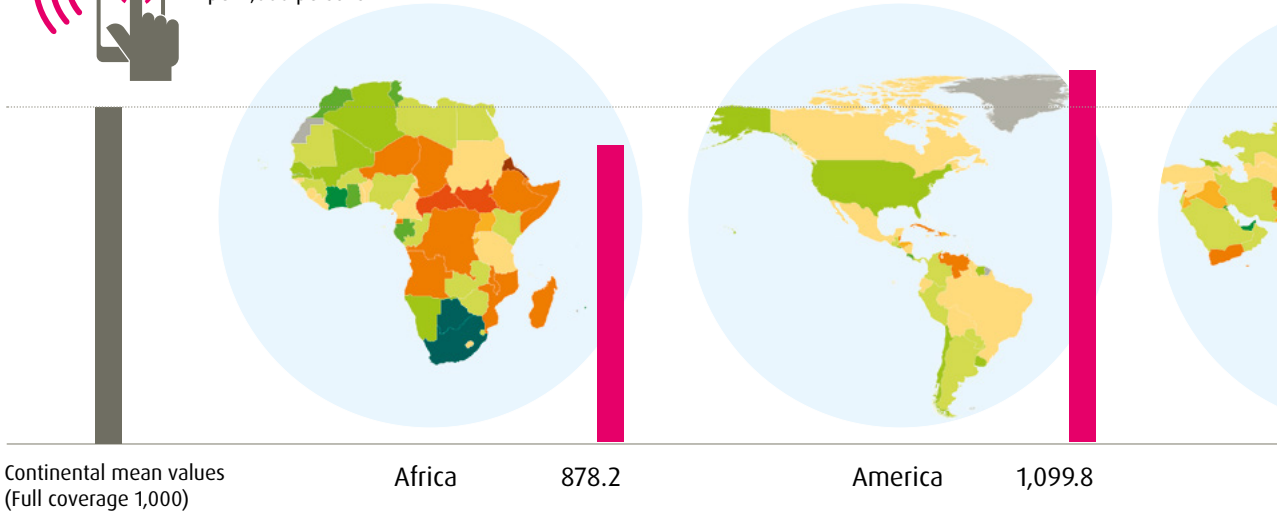 Continental mean values
(Full coverage 1,000)
Africa 878.2
America 1,099.8